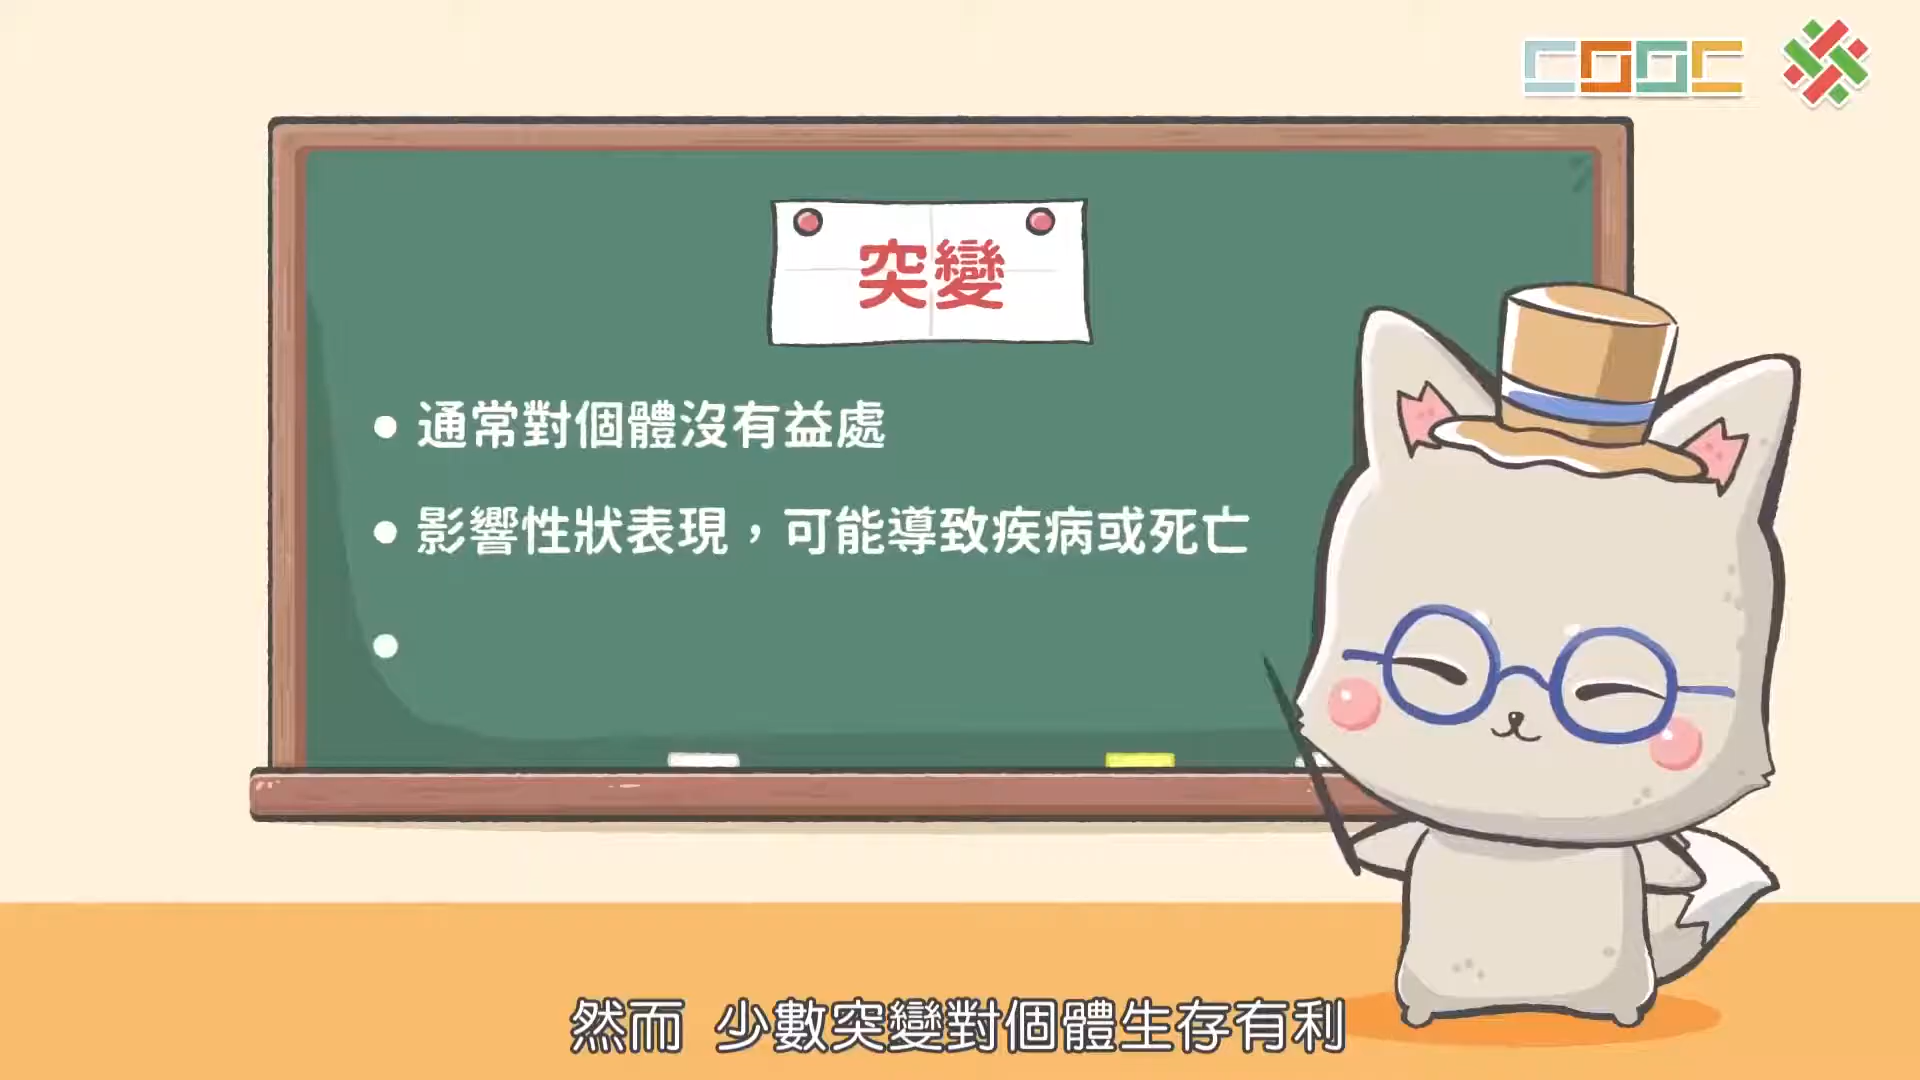 COOC
突變
通常對個體沒有益處
影響性狀表現，可能導致疾病或死亡
然而 少數突變對個體生存有利